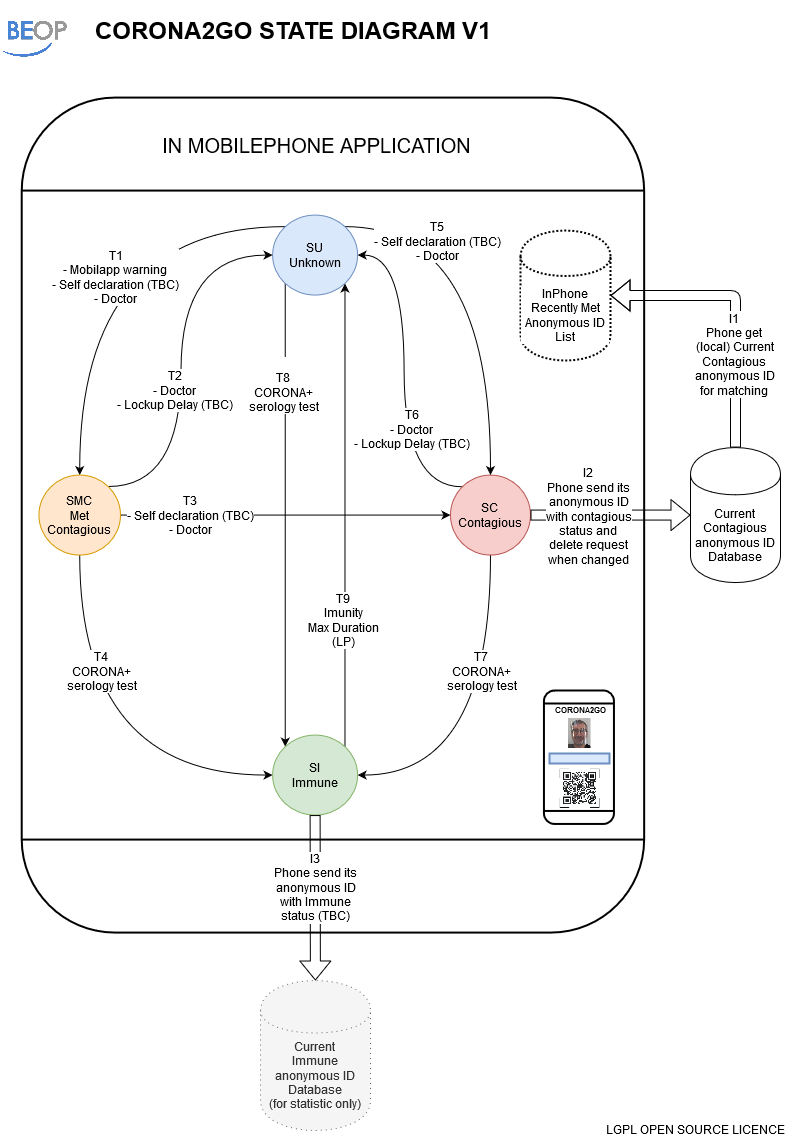 BEOP
CORONA2GO STATE DIAGRAM V1
IN MOBILEPHONE APPLICATION
SU
Unknown
T1
- Mobilapp warning
- Self declaration (TBC)
- Doctor
T5
- Self declaration (TBC)
- Doctor
InPhone
Recently Met
Anonymous ID
List
I1
Phone get
(local) Current
Contagious
anonymous ID
for matching
T2
- Doctor
- Lockup Delay (TBC)
T8
CORONA+
serology test
T6
- Doctor
- Lockup Delay (TBC)
SMC
Met
Contagious
T3
- Self declaration (TBC)
- Doctor
SC
Contagious
I2
Phone send its
anonymous ID
with contagious
status and
delete request
when changed
Current
Contagious
anonymous ID
Database
T9
Imunity
Max Duration
(LP)
T4
CORONA+
serology test
T7
CORONA+
serology test
CORONA2GO
SI
Immune
I3
Phone send its
anonymous ID
with Immune
status (TBC)
Current
Immune
anonymous ID
Database
(for statistic only)
LGPL OPEN SOURCE LICENCE